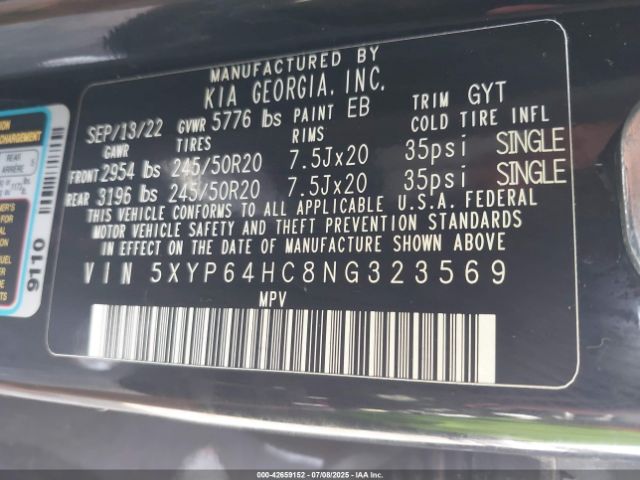 MANUFACTURED BY
KIA GEORGIA, INC.
SEP/13/22 GVWR 5776 lbs PAINT EB TRIM GYT
GAWR TIRES RIMS COLD TIRE INFL
FRONT 2954 lbs 245/50R20 7.5Jx20 35psi SINGLE
REAR 3196 lbs 245/50R20 7.5Jx20 35psi SINGLE
THIS VEHICLE CONFORMS TO ALL APPLICABLE U.S.A. FEDERAL
MOTOR VEHICLE SAFETY AND THEFT PREVENTION STANDARDS
IN EFFECT ON THE DATE OF MANUFACTURE SHOWN ABOVE
VIN 5XYP64HC8NG323569
MPV
CHARGEMENT
REAR
ARRIERE
9110
000-42659152 - 07/08/2025 - IAA Inc.